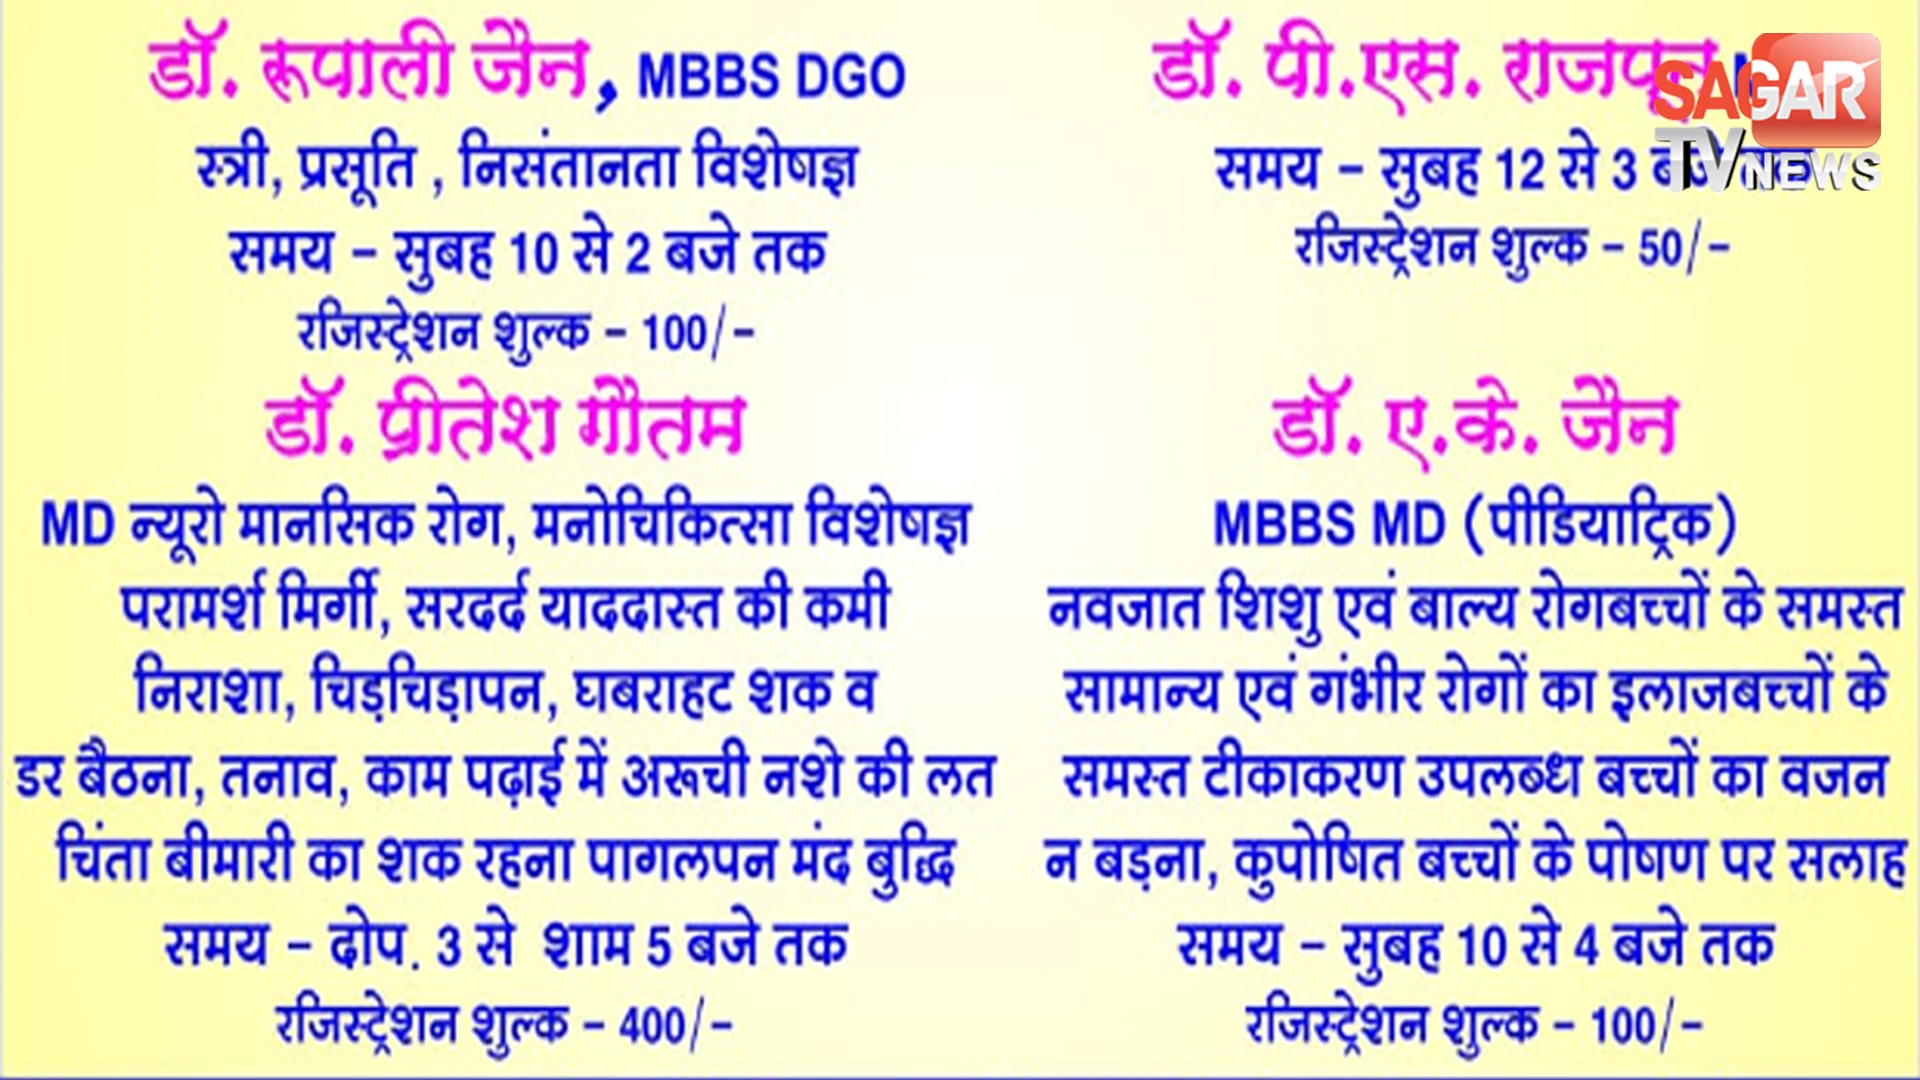 डॉ. रूपाली जैन, MBBS DGO
स्त्री, प्रसूति , निसंतानता विशेषज्ञ
समय – सुबह 10 से 2 बजे तक
रजिस्ट्रेशन शुल्क – 100/–
डॉ. पी.एस. राजपूत
समय – सुबह 12 से 3 बजे तक
रजिस्ट्रेशन शुल्क – 50/–
SAGAR
TV NEWS
डॉ. प्रीतेश गौतम
MD न्यूरो मानसिक रोग, मनोचिकित्सा विशेषज्ञ
परामर्श मिर्गी, सरदर्द याददास्त की कमी
निराशा, चिड़चिड़ापन, घबराहट शक व
डर बैठना, तनाव, काम पढ़ाई में अरूची नशे की लत
चिंता बीमारी का शक रहना पागलपन मंद बुद्धि
समय – दोप. 3 से शाम 5 बजे तक
रजिस्ट्रेशन शुल्क – 400/–
डॉ. ए.के. जैन
MBBS MD (पीडियाट्रिक)
नवजात शिशु एवं बाल्य रोगबच्चों के समस्त
सामान्य एवं गंभीर रोगों का इलाजबच्चों के
समस्त टीकाकरण उपलब्ध बच्चों का वजन
न बड़ना, कुपोषित बच्चों के पोषण पर सलाह
समय – सुबह 10 से 4 बजे तक
रजिस्ट्रेशन शुल्क – 100/–